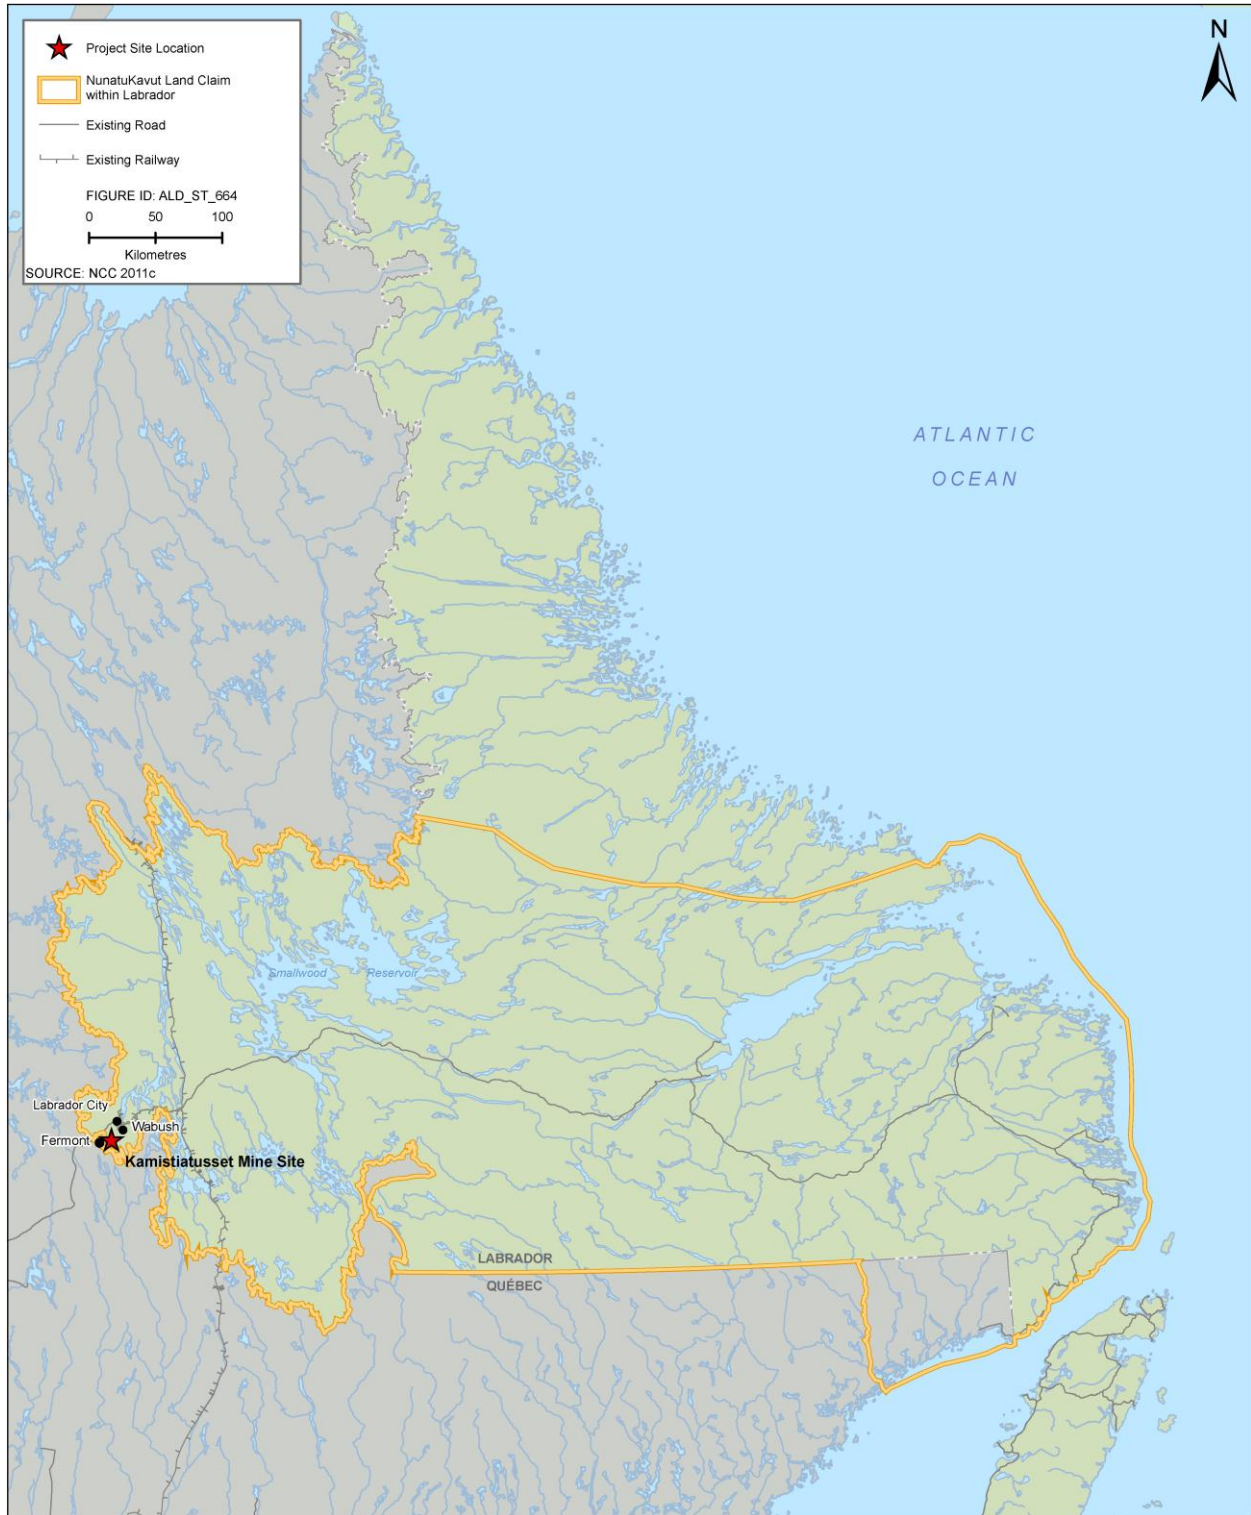 Project Site Location
NunatuKavut Land Claim
within Labrador
Existing Road
Existing Railway
FIGURE ID: ALD_ST_664
0 50 100
Kilometres
SOURCE: NCC 2011c
N
ATLANTIC
OCEAN
Smallwood Reservoir
Labrador City
Wabush
Fermont
Kamistiatusset Mine Site
LABRADOR
QUÉBEC